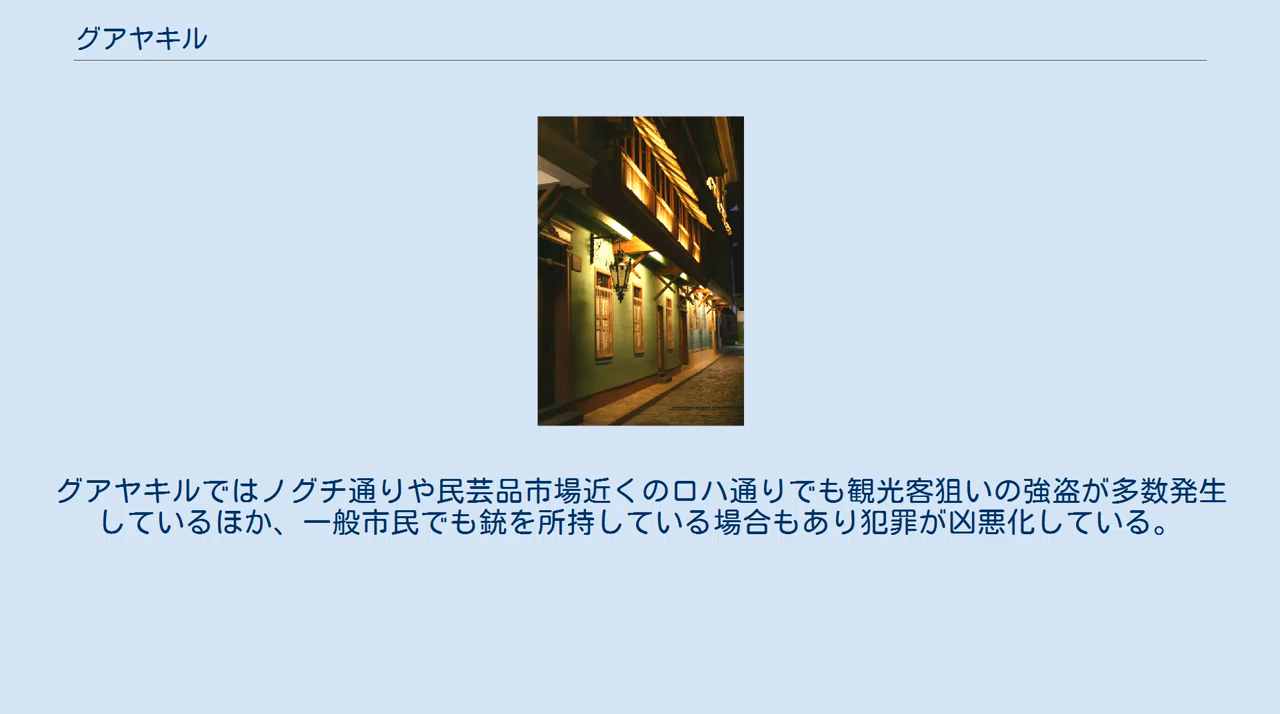 グアヤキル
グアヤキルではノグチ通りや民芸品市場近くのロハ通りでも観光客狙いの強盗が多数発生
しているほか、一般市民でも銃を所持している場合もあり犯罪が凶悪化している。